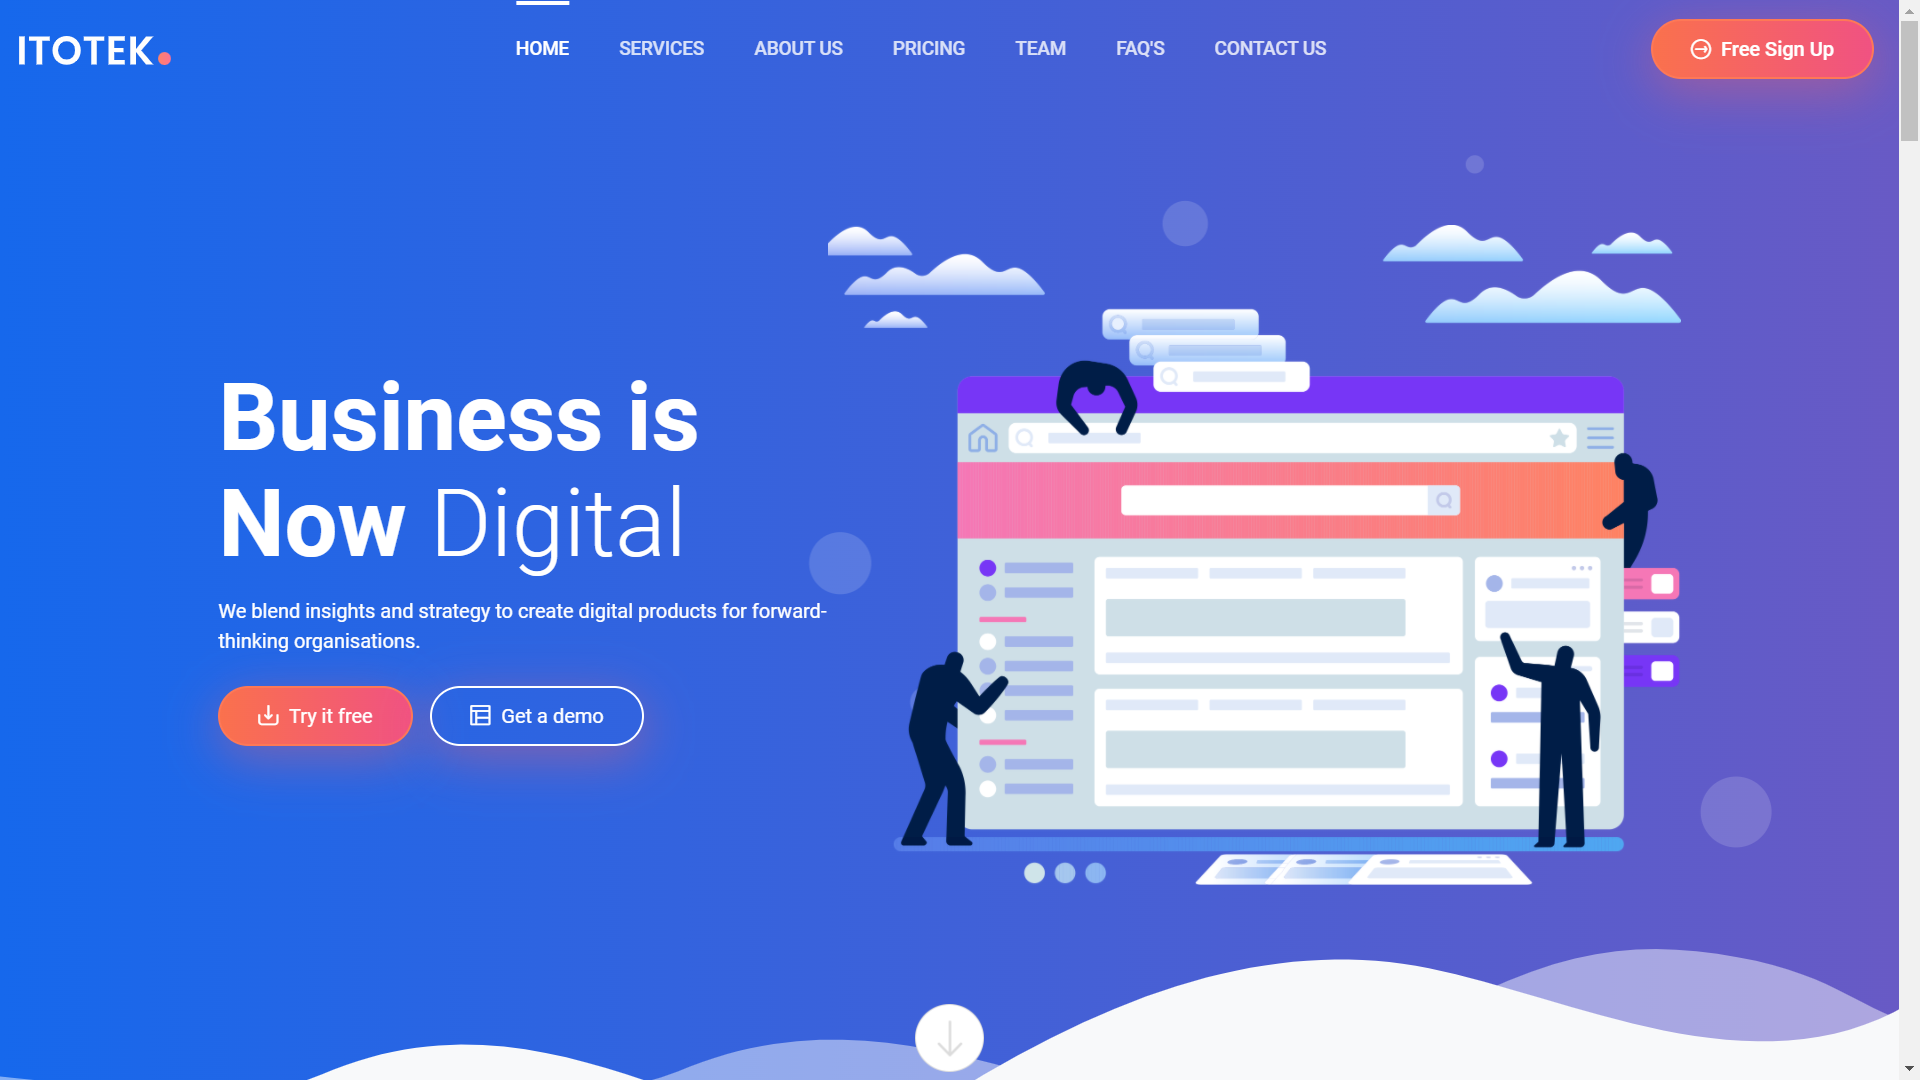 ITOTEK.
HOME SERVICES ABOUT US PRICING TEAM FAQ'S CONTACT US
Free Sign Up
Business is
Now Digital
We blend insights and strategy to create digital products for forward-
thinking organisations.
Try it free
Get a demo